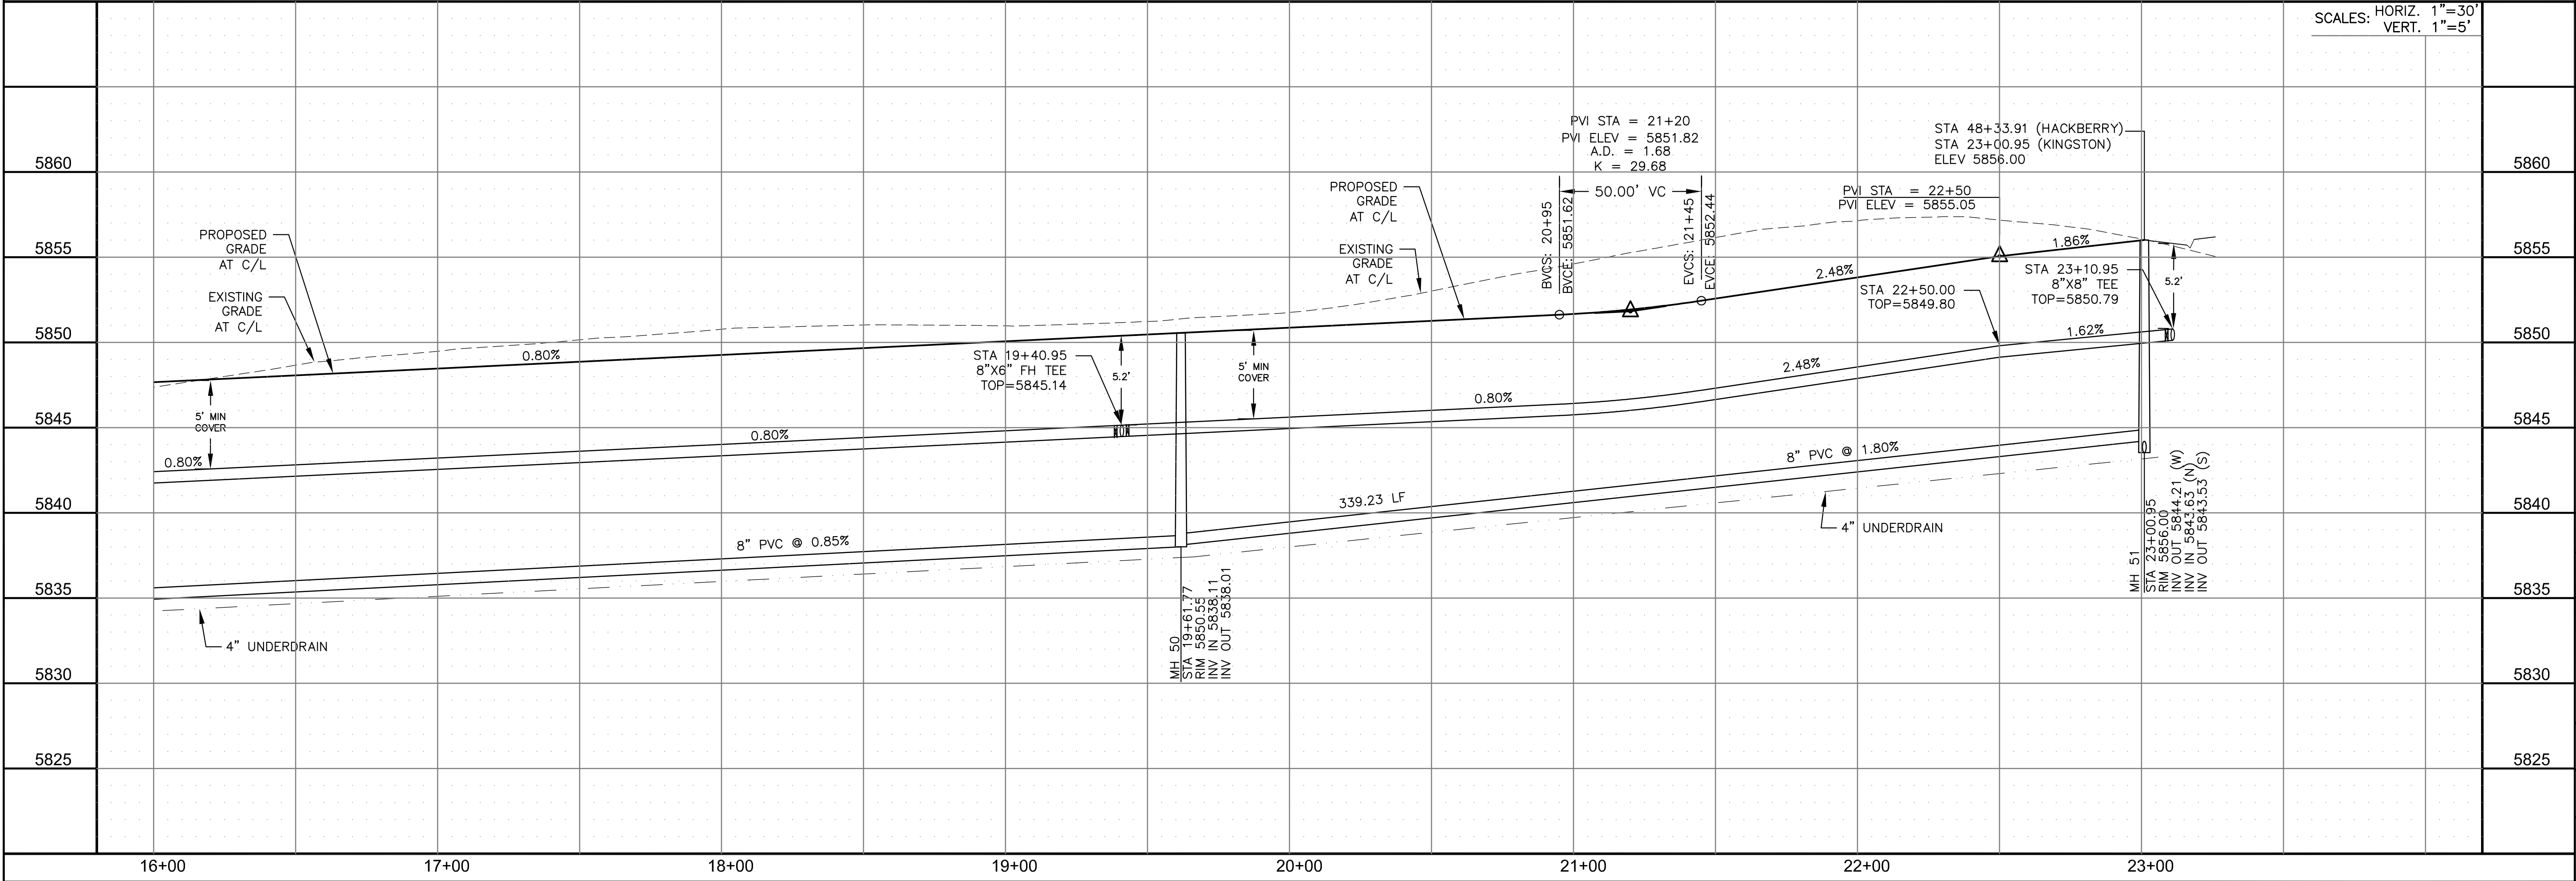 SCALES: HORIZ. 1"=30'
VERT. 1"=5'
PVI STA = 21+20
PVI ELEV = 5851.82
A.D. = 1.68
K = 29.68
50.00' VC
BVCS: 20+95
BVCE: 5851.62
EVCS: 21+45
EVCE: 5852.44
STA 48+33.91 (HACKBERRY)
STA 23+00.95 (KINGSTON)
ELEV 5856.00
PVI STA = 22+50
PVI ELEV = 5855.05
PROPOSED
GRADE
AT C/L
EXISTING
GRADE
AT C/L
PROPOSED
GRADE
AT C/L
EXISTING
GRADE
AT C/L
0.80%
2.48%
1.86%
STA 23+10.95
8"X8" TEE
TOP=5850.79
5.2'
STA 22+50.00
TOP=5849.80
1.62%
2.48%
0.80%
STA 19+40.95
8"X6" FH TEE
TOP=5845.14
5.2'
5' MIN
COVER
5' MIN
COVER
0.80%
0.80%
8" PVC @ 1.80%
339.23 LF
8" PVC @ 0.85%
4" UNDERDRAIN
4" UNDERDRAIN
MH 50
STA 19+61.77
RIM 5850.55
INV IN 5838.11
INV OUT 5838.01
MH 51
STA 23+00.95
RIM 5856.00
INV OUT 5844.21 (W)
INV IN 5843.63 (N)
INV OUT 5843.53 (S)
5860
5855
5850
5845
5840
5835
5830
5825
5860
5855
5850
5845
5840
5835
5830
5825
16+00
17+00
18+00
19+00
20+00
21+00
22+00
23+00